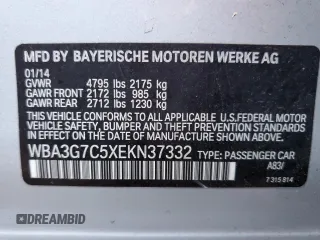 MFD BY BAYERISCHE MOTOREN WERKE AG
01/14
GVWR 4795 lbs 2175 kg
GAWR FRONT 2172 lbs 985 kg
GAWR REAR 2712 lbs 1230 kg
THIS VEHICLE CONFORMS TO ALL APPLICABLE U.S.FEDERAL MOTOR
VEHICLE SAFETY, BUMPER, AND THEFT PREVENTION STANDARDS
IN EFFECT ON THE DATE OF MANUFACTURE SHOWN ABOVE.
WBA3G7C5XEKN37332 TYPE: PASSENGER CAR
A83/
7 315 814